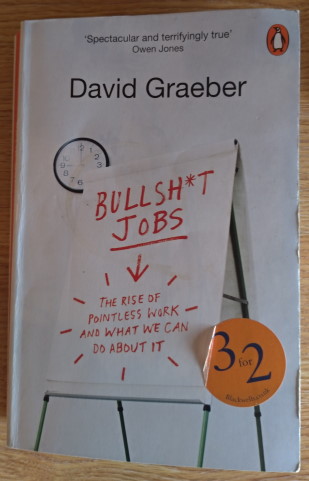 'Spectacular and terrifyingly true'
Owen Jones
David Graeber
BULLSH*T
JOBS
THE RISE OF
POINTLESS WORK
AND WHAT WE CAN
DO ABOUT IT
3 for 2